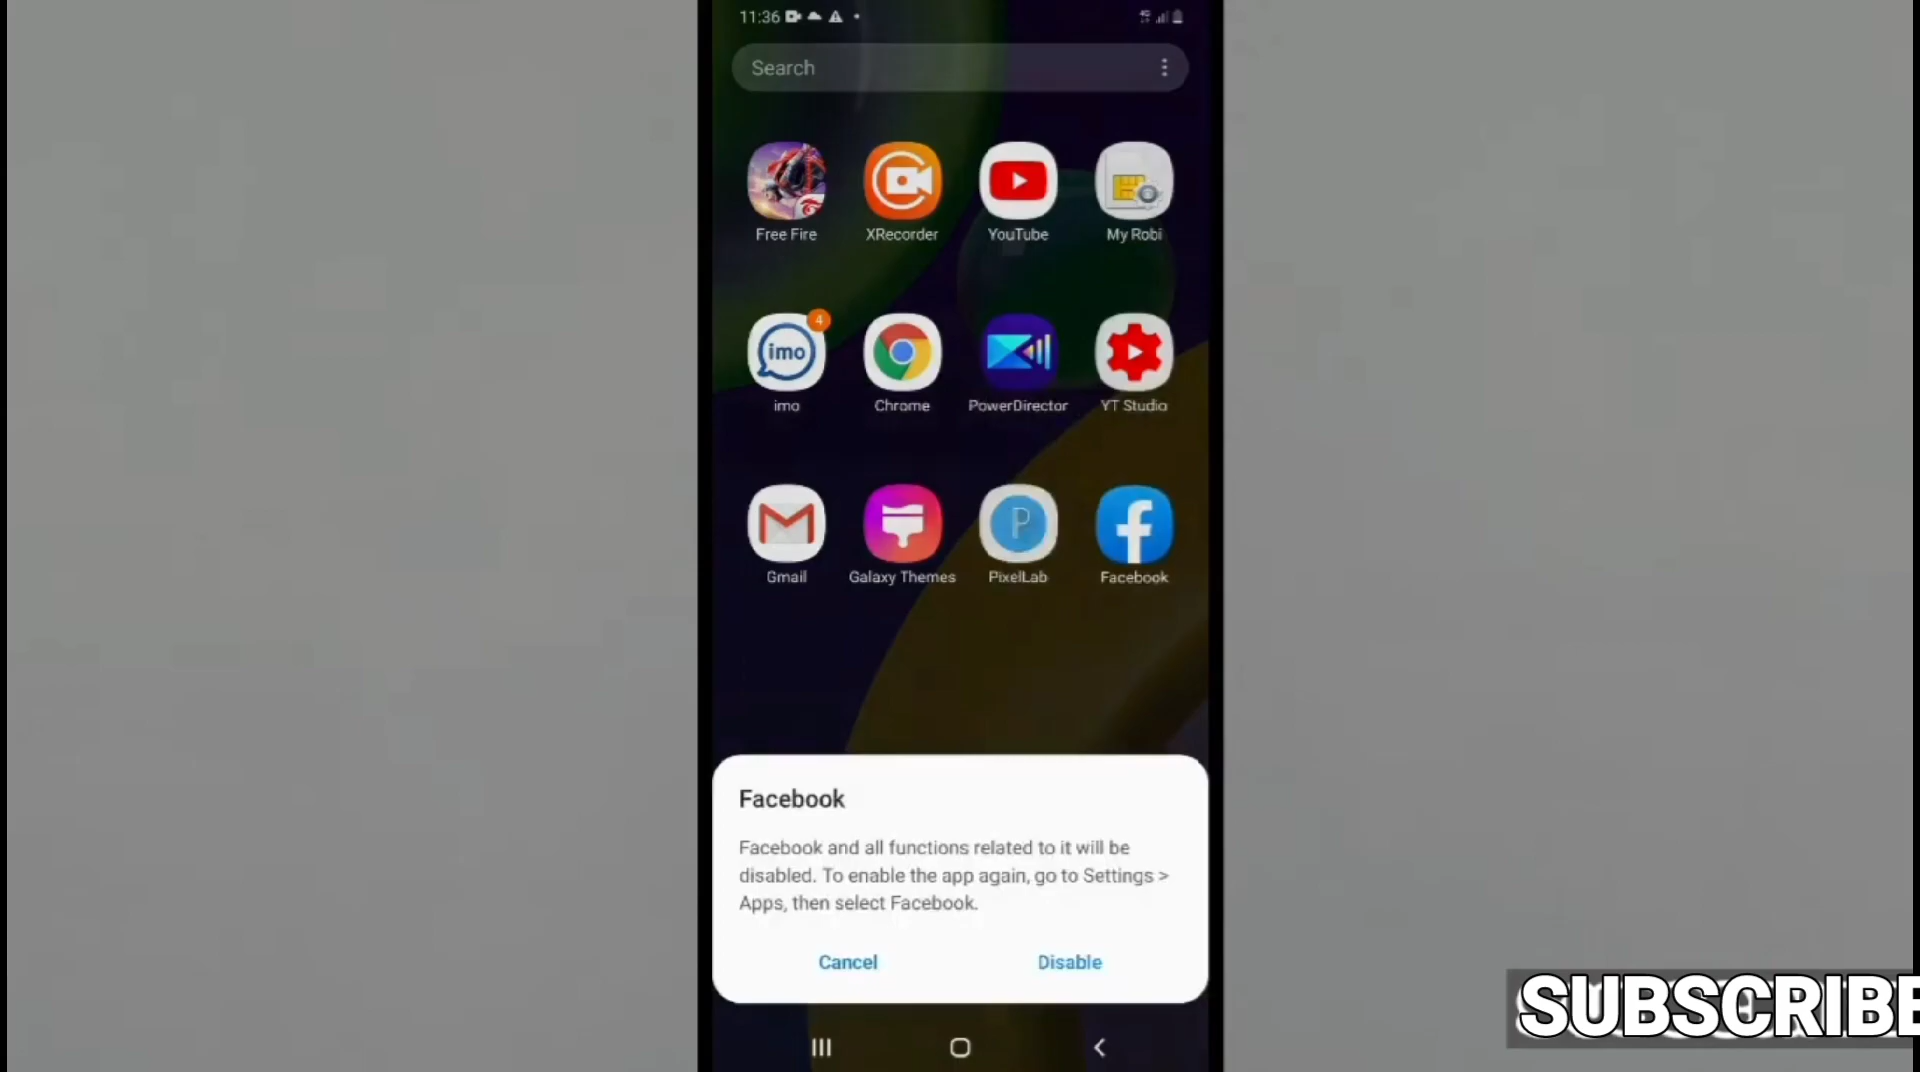 11:36
Search
Free Fire
XRecorder
YouTube
My Robi
4
imo
imo
Chrome
PowerDirector
YT Studio
P
Gmail
Galaxy Themes
PixelLab
Facebook
Facebook
Facebook and all functions related to it will be
disabled. To enable the app again, go to Settings >
Apps, then select Facebook.
Cancel
Disable
SUBSCRIBE